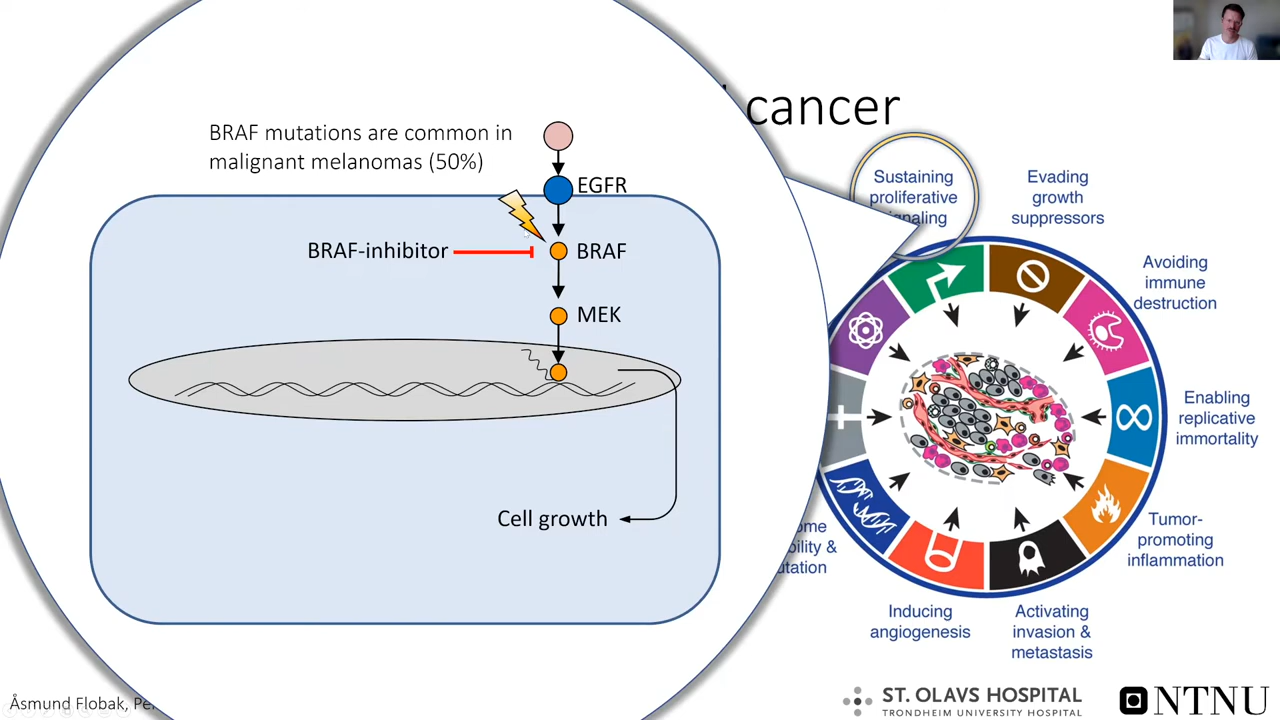 cancer
BRAF mutations are common in
malignant melanomas (50%)
EGFR
BRAF-inhibitor
BRAF
MEK
Cell growth
Sustaining
proliferative
Evading
growth
suppressors
Avoiding
immune
destruction
Enabling
replicative
immortality
Tumor-
promoting
inflammation
Activating
invasion &
metastasis
Inducing
angiogenesis
Åsmund Flobak,
ST. OLAVS HOSPITAL
TRONDHEIM UNIVERSITY HOSPITAL
NTNU